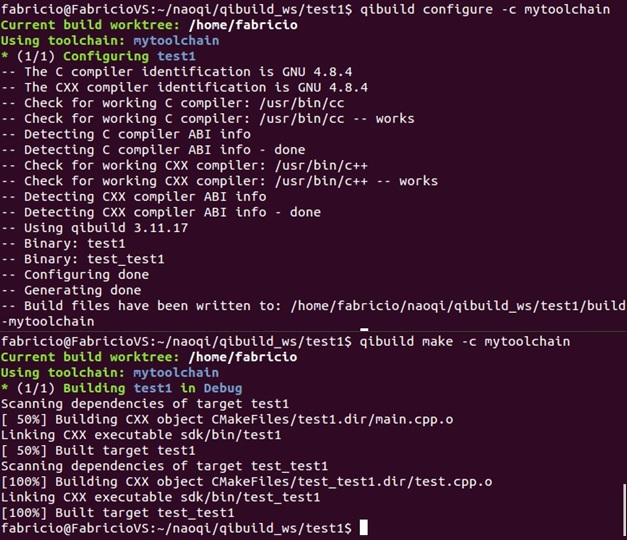 fabricio@FabricioVS:~/naoqi/qibuild_ws/test1$ qibuild configure -c mytoolchain
Current build worktree: /home/fabricio
Using toolchain: mytoolchain
* (1/1) Configuring test1
-- The C compiler identification is GNU 4.8.4
-- The CXX compiler identification is GNU 4.8.4
-- Check for working C compiler: /usr/bin/cc
-- Check for working C compiler: /usr/bin/cc -- works
-- Detecting C compiler ABI info
-- Detecting C compiler ABI info - done
-- Check for working CXX compiler: /usr/bin/c++
-- Check for working CXX compiler: /usr/bin/c++ -- works
-- Detecting CXX compiler ABI info
-- Detecting CXX compiler ABI info - done
-- Using qibuild 3.11.17
-- Binary: test1
-- Binary: test_test1
-- Configuring done
-- Generating done
-- Build files have been written to: /home/fabricio/naoqi/qibuild_ws/test1/build
-mytoolchain
fabricio@FabricioVS:~/naoqi/qibuild_ws/test1$ qibuild make -c mytoolchain
Current build worktree: /home/fabricio
Using toolchain: mytoolchain
* (1/1) Building test1 in Debug
Scanning dependencies of target test1
[ 50%] Building CXX object CMakeFiles/test1.dir/main.cpp.o
Linking CXX executable sdk/bin/test1
[ 50%] Built target test1
Scanning dependencies of target test_test1
[100%] Building CXX object CMakeFiles/test_test1.dir/test.cpp.o
Linking CXX executable sdk/bin/test_test1
[100%] Built target test_test1
fabricio@FabricioVS:~/naoqi/qibuild_ws/test1$